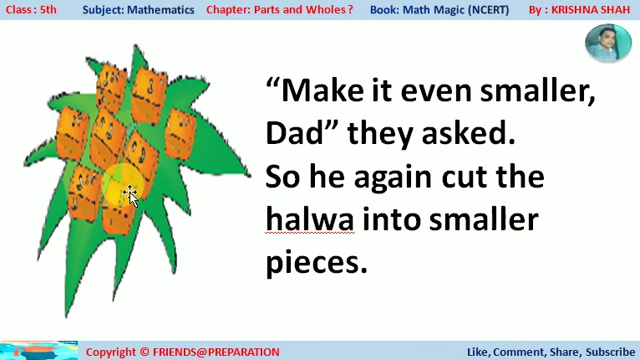 Class : 5th Subject: Mathematics Chapter: Parts and Wholes ? Book: Math Magic (NCERT) By : KRISHNA SHAH
“Make it even smaller,
Dad” they asked.
So he again cut the
halwa into smaller
pieces.
Copyright © FRIENDS@PREPARATION Like, Comment, Share, Subscribe